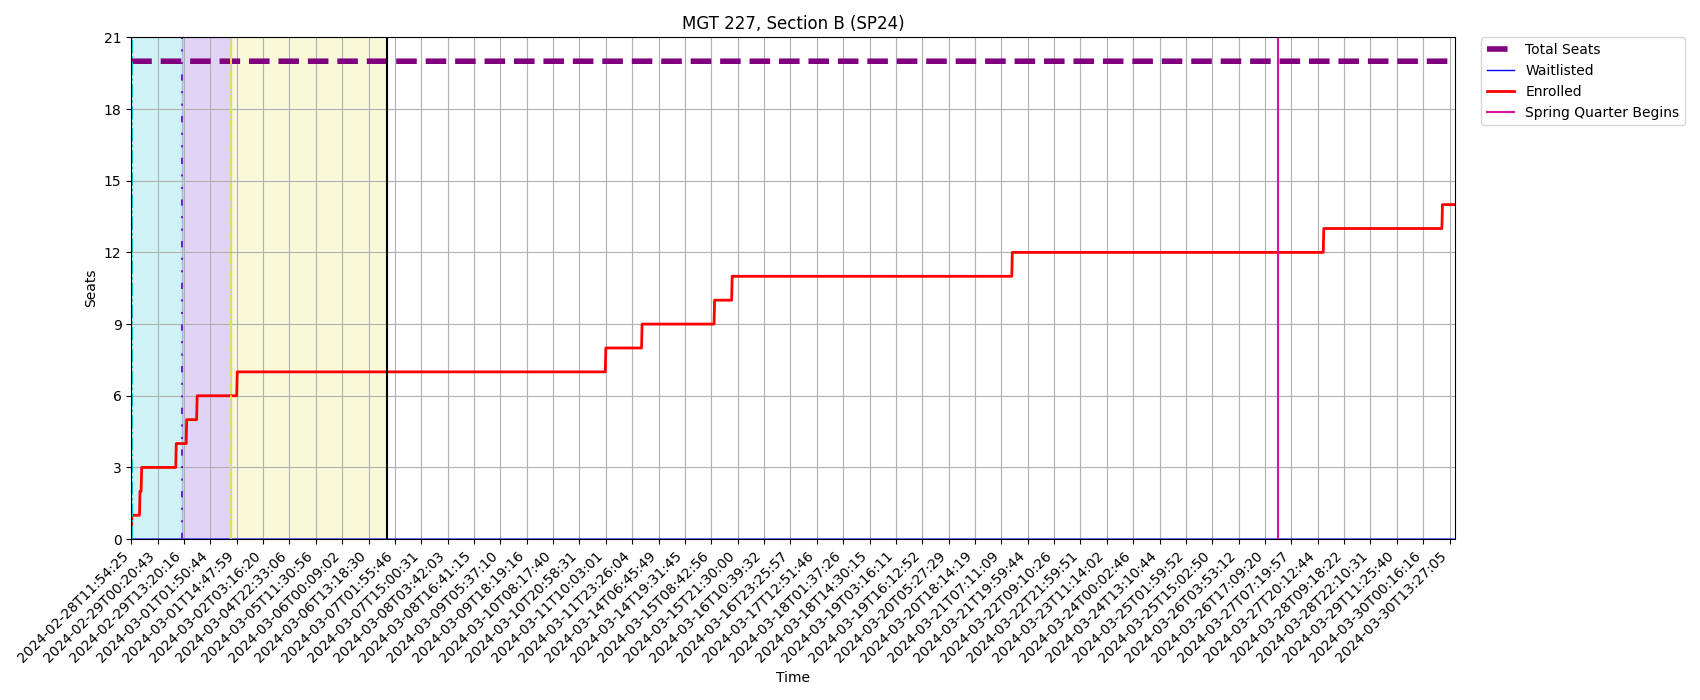 MGT 227, Section B (SP24)
Total Seats
Waitlisted
Enrolled
Spring Quarter Begins
Seats
21
18
15
12
9
6
3
0
2024-02-28T11:54:25
2024-02-29T00:20:43
2024-02-29T13:20:16
2024-03-01T01:50:44
2024-03-01T14:47:59
2024-03-02T03:16:20
2024-03-04T22:33:06
2024-03-05T11:30:56
2024-03-06T00:09:02
2024-03-06T13:18:30
2024-03-07T01:55:46
2024-03-07T15:00:31
2024-03-08T03:42:03
2024-03-08T16:41:15
2024-03-09T05:37:10
2024-03-09T18:19:16
2024-03-10T08:17:40
2024-03-10T20:58:31
2024-03-11T10:03:01
2024-03-11T23:26:04
2024-03-14T06:45:49
2024-03-14T19:31:45
2024-03-15T08:42:56
2024-03-15T21:30:00
2024-03-16T10:39:32
2024-03-16T23:25:57
2024-03-17T12:51:46
2024-03-18T01:37:26
2024-03-18T14:30:15
2024-03-19T03:16:11
2024-03-19T16:12:52
2024-03-20T05:27:29
2024-03-20T18:14:19
2024-03-21T07:11:09
2024-03-21T19:59:44
2024-03-22T09:10:26
2024-03-22T21:59:51
2024-03-23T11:14:02
2024-03-24T00:02:46
2024-03-24T13:10:44
2024-03-25T01:59:52
2024-03-25T15:02:50
2024-03-26T03:53:12
2024-03-26T17:09:20
2024-03-27T07:19:57
2024-03-27T20:12:44
2024-03-28T09:18:22
2024-03-28T22:10:31
2024-03-29T11:25:40
2024-03-30T00:16:16
2024-03-30T13:27:05
Time